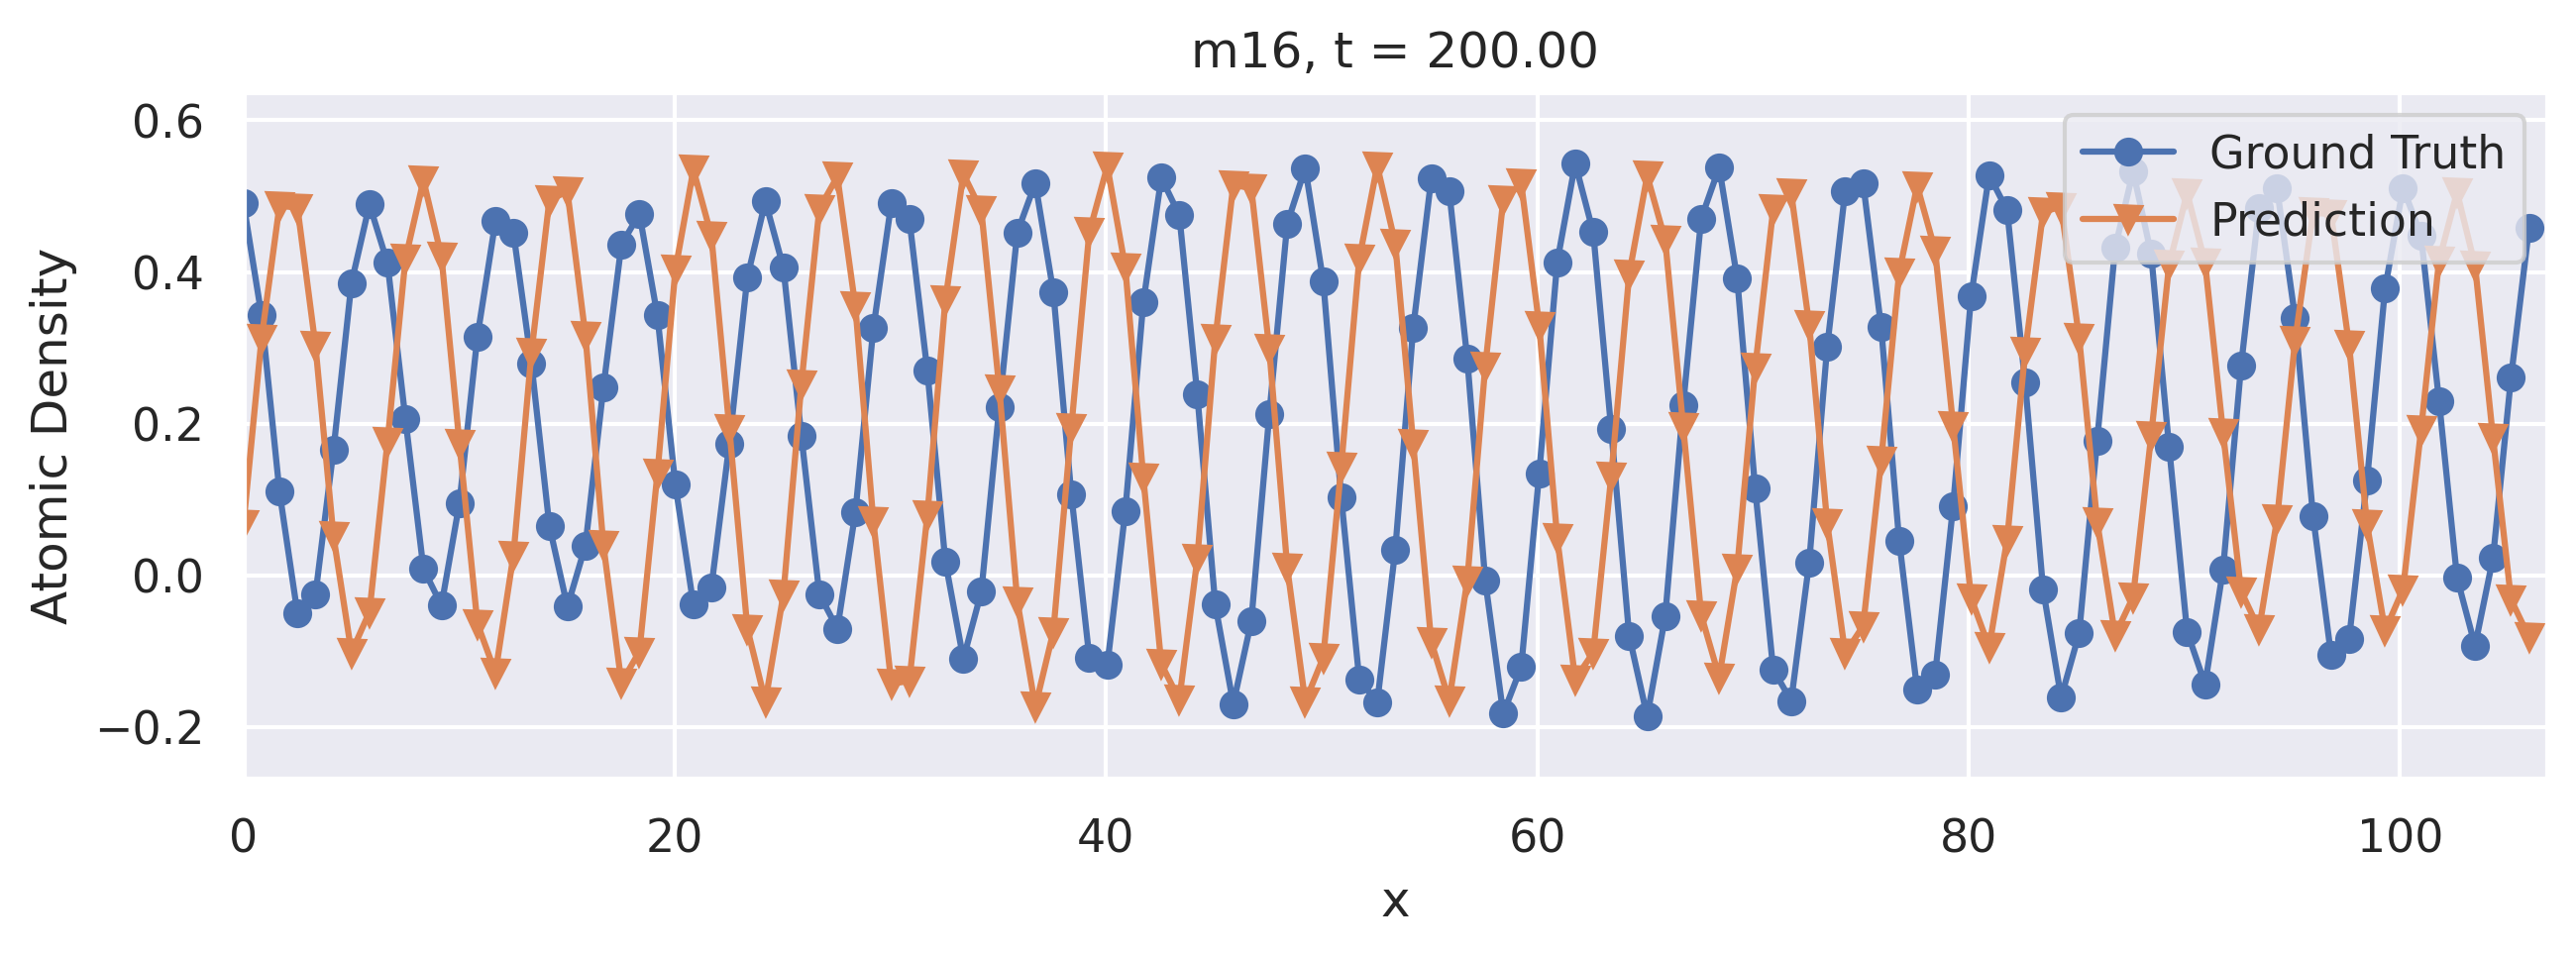 m16, t = 200.00
Atomic Density
0.6
0.4
0.2
0.0
−0.2
Ground Truth
Prediction
0 20 40 60 80 100
x